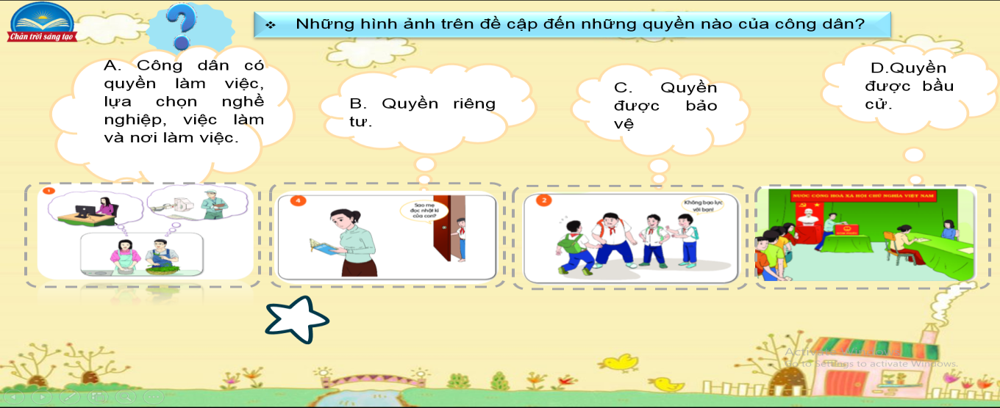 Chân trời sáng tạo
?
❖ Những hình ảnh trên đề cập đến những quyền nào của công dân?
A. Công dân có
quyền làm việc,
lựa chọn nghề
nghiệp, việc làm
và nơi làm việc.
B. Quyền riêng
tư.
C. Quyền
được bảo
vệ
D.Quyền
được bầu
cử.
1
4
Sao mẹ
đọc nhật kí
của con?
2
Không bạo lực
với bạn!
NƯỚC CỘNG HOÀ XÃ HỘI CHỦ NGHĨA VIỆT NAM
Go to Settings to activate Windows.